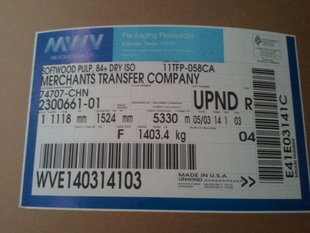 MWV
MEADWESTVACO
Packaging Resources
SOFTWOOD PULP, 84+ DRY ISO 11TFP-058CA
MERCHANTS TRANSFER COMPANY
74707-CHN
2300661-01
UPND R
1 1118 mm 1524 mm 5330 m 05/03 14 1 03
F 1403.4 kg 04
WVE140314103
MADE IN U.S.A.
UNWIND
E41E03141C